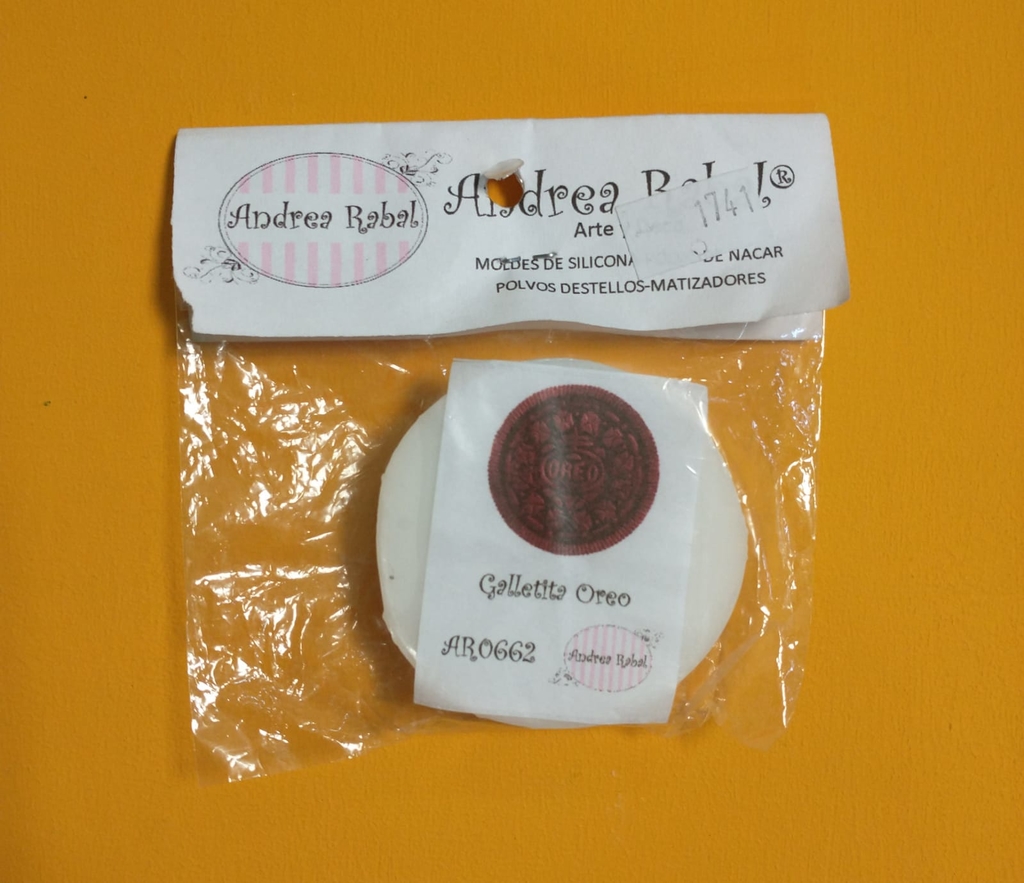 Andrea Rabal
Andrea Rabal®
Arte
1741
MOLDES DE SILICONA DE NACAR
POLVOS DESTELLOS-MATIZADORES
OREO
Galletita Oreo
AR0662
Andrea Rabal